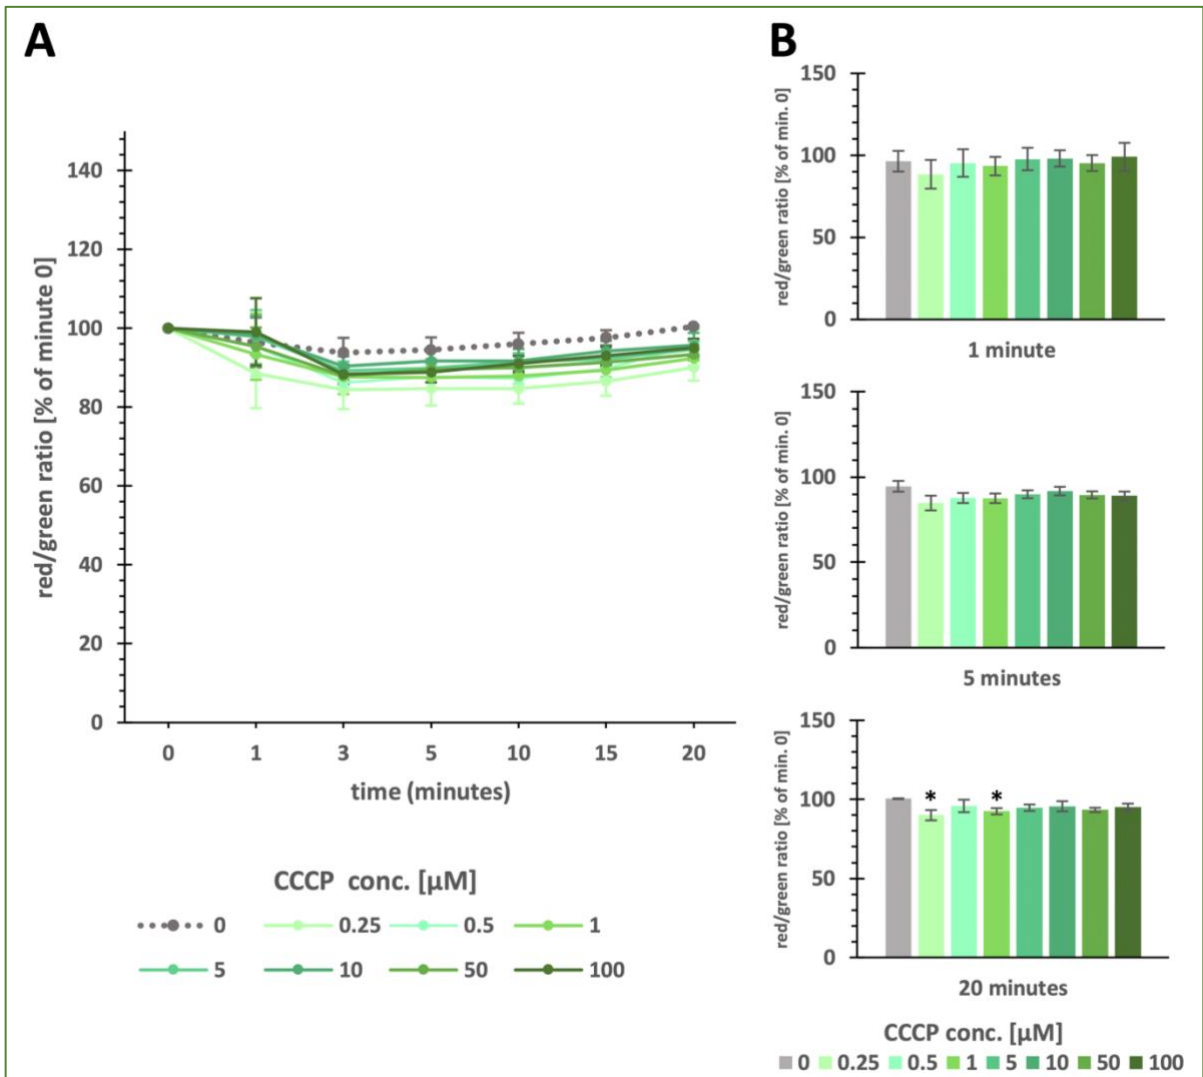 A
red/green ratio [% of minute 0]
140
120
100
80
60
40
20
0
0 1 3 5 10 15 20
time (minutes)
CCCP conc. [µM]
0 0.25 0.5 1
5 10 50 100
B
red/green ratio [% of min. 0]
150
100
50
0
1 minute
red/green ratio [% of min. 0]
150
100
50
0
5 minutes
red/green ratio [% of min. 0]
150
100
50
0
* *
20 minutes
CCCP conc. [µM]
0 0.25 0.5 1 5 10 50 100